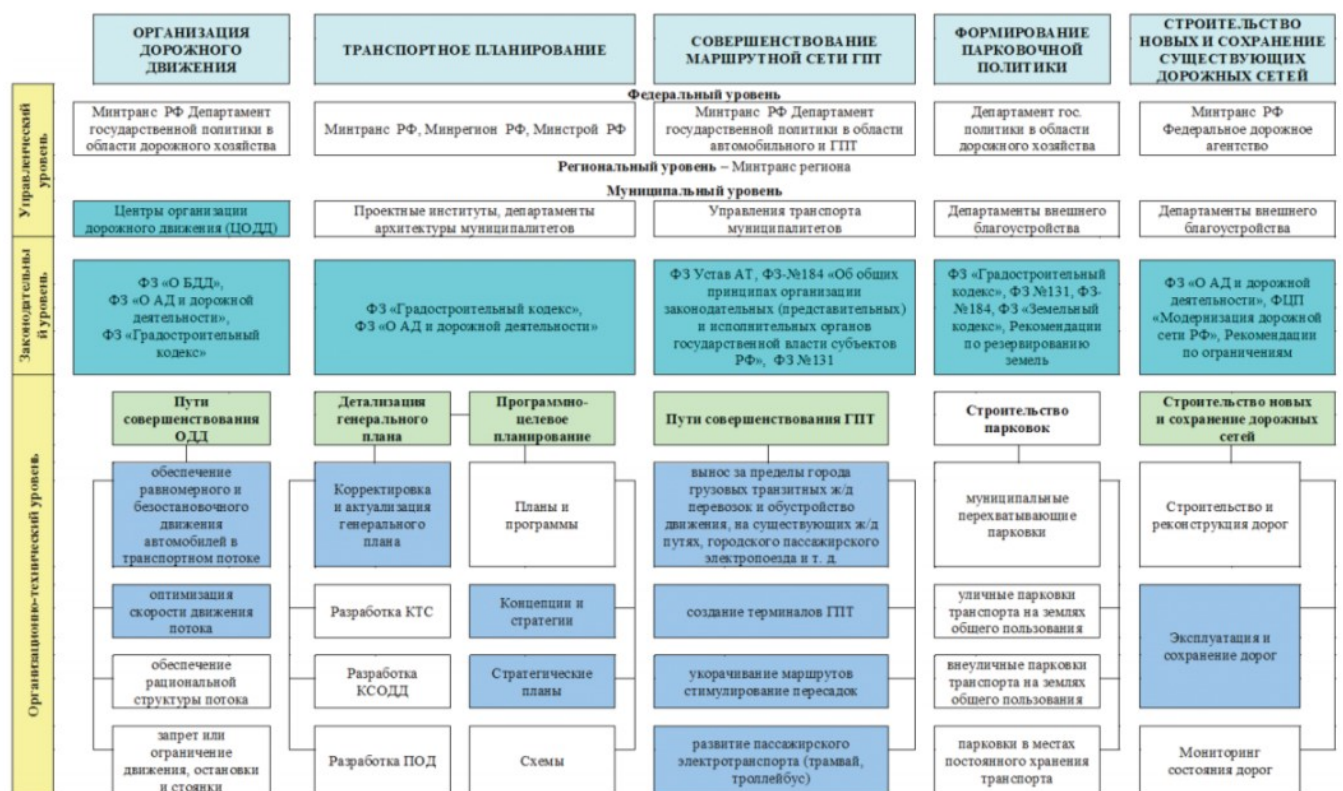 ОРГАНИЗАЦИЯ
ДОРОЖНОГО
ДВИЖЕНИЯ
ТРАНСПОРТНОЕ ПЛАНИРОВАНИЕ
СОВЕРШЕНСТВОВАНИЕ
МАРШРУТНОЙ СЕТИ ГПТ
ФОРМИРОВАНИЕ
ПАРКОВОЧНОЙ
ПОЛИТИКИ
СТРОИТЕЛЬСТВО
НОВЫХ И СОХРАНЕНИЕ
СУЩЕСТВУЮЩИХ
ДОРОЖНЫХ СЕТЕЙ
Управленческий
уровень
Федеральный уровень
Минтранс РФ Департамент
государственной политики в
области дорожного хозяйства
Минтранс РФ, Минрегион РФ, Минстрой РФ
Минтранс РФ Департамент
государственной политики в области
автомобильного и ГПТ
Департамент гос.
политики в области
дорожного хозяйства
Минтранс РФ
Федеральное дорожное
агентство
Региональный уровень – Минтранс региона
Муниципальный уровень
Центры организации
дорожного движения (ЦОДД)
Проектные институты, департаменты
архитектуры муниципалитетов
Управления транспорта
муниципалитетов
Департаменты внешнего
благоустройства
Департаменты внешнего
благоустройства
Законодательны
й уровень
ФЗ «О БДД»,
ФЗ «О АД и дорожной
деятельности»,
ФЗ «Градостроительный
кодекс»
ФЗ «Градостроительный кодекс»,
ФЗ «О АД и дорожной деятельности»
ФЗ Устав АТ, ФЗ-№184 «Об общих
принципах организации
законодательных (представительных)
и исполнительных органов
государственной власти субъектов
РФ», ФЗ №131
ФЗ «Градостроительный
кодекс», ФЗ №131, ФЗ-
№184, ФЗ «Земельный
кодекс», Рекомендации
по резервированию
земель
ФЗ «О АД и дорожной
деятельности», ФЦП
«Модернизация дорожной
сети РФ», Рекомендации
по ограничениям
Организационно-технический уровень
Пути
совершенствования
ОДД
обеспечение
равномерного и
безостановочного
движения
автомобилей в
транспортном потоке
оптимизация
скорости движения
потока
обеспечение
рациональной
структуры потока
запрет или
ограничение
движения, остановки
и стоянки
Детализация
генерального
плана
Корректировка
и актуализация
генерального
плана
Разработка КТС
Разработка
КСОДД
Разработка ПОД
Программно-
целевое
планирование
Планы и
программы
Концепции и
стратегии
Стратегические
планы
Схемы
Пути совершенствования ГПТ
вынос за пределы города
грузовых транзитных ж/д
перевозок и обустройство
движения, на существующих ж/д
путях, городского пассажирского
электропоезда и т. д.
создание терминалов ГПТ
укорачивание маршрутов
стимулирование пересадок
развитие пассажирского
электротранспорта (трамвай,
троллейбус)
Строительство
парковок
муниципальные
перехватывающие
парковки
уличные парковки
транспорта на землях
общего пользования
внеуличные парковки
транспорта на землях
общего пользования
парковки в местах
постоянного хранения
транспорта
Строительство новых
и сохранение дорожных
сетей
Строительство и
реконструкция дорог
Эксплуатация и
сохранение дорог
Мониторинг
состояния дорог